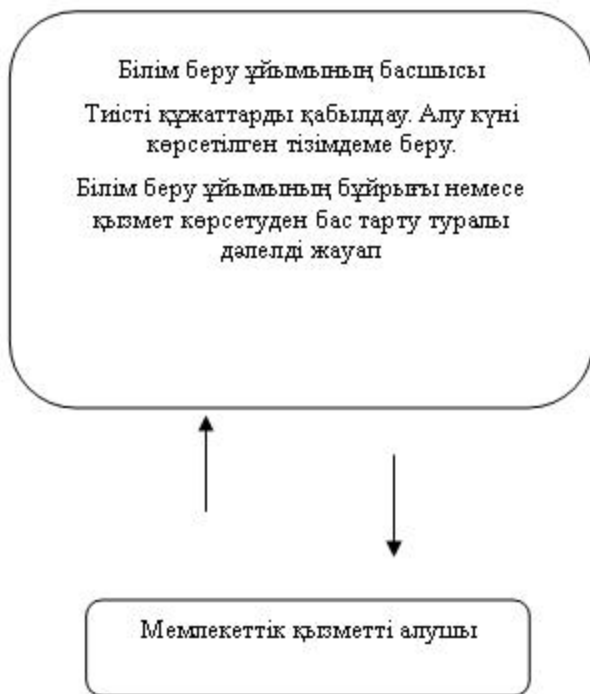 Білім беру ұйымының басшысы
Тиісті құжаттарды қабылдау. Алу күні
көрсетілген тізімдеме беру.
Білім беру ұйымының бұйрығы немесе
қызмет көрсетуден бас тарту туралы
дәлелді жауап
Мемлекеттік қызметті алушы